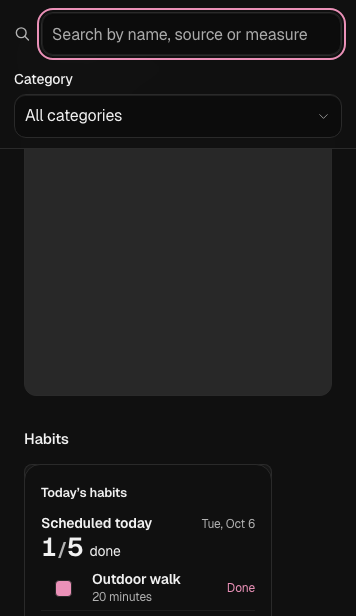 Search by name, source or measure
Category
All categories
Habits
Today's habits
Scheduled today
Tue, Oct 6
1/5 done
Outdoor walk
Done
20 minutes